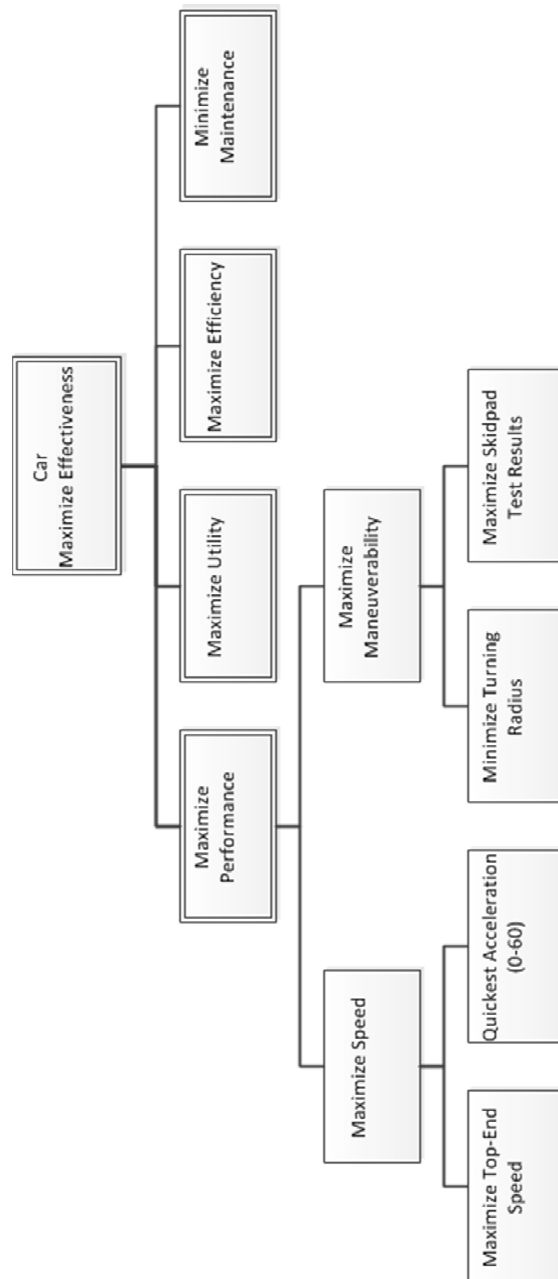 Car
Maximize Effectiveness
Maximize
Performance
Maximize Utility
Maximize Efficiency
Minimize
Maintenance
Maximize Speed
Maximize
Maneuverability
Maximize Top-End
Speed
Quickest Acceleration
(0-60)
Minimize Turning
Radius
Maximize Skidpad
Test Results